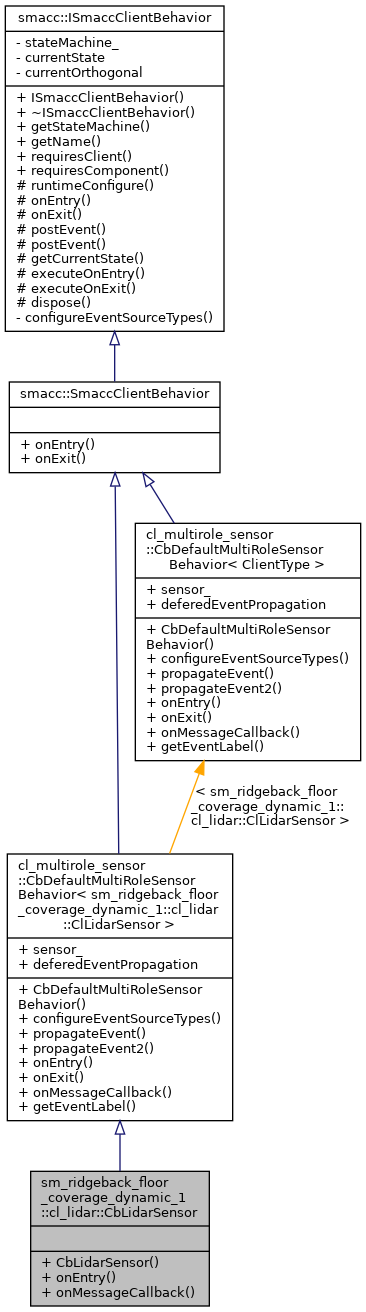 smacc::ISmaccClientBehavior
- stateMachine_
- currentState
- currentOrthogonal
+ ISmaccClientBehavior()
+ ~ISmaccClientBehavior()
+ getStateMachine()
+ getName()
+ requiresClient()
+ requiresComponent()
# runtimeConfigure()
# onEntry()
# onExit()
# postEvent()
# postEvent()
# getCurrentState()
# executeOnEntry()
# executeOnExit()
# dispose()
- configureEventSourceTypes()
smacc::SmaccClientBehavior
+ onEntry()
+ onExit()
cl_multirole_sensor
::CbDefaultMultiRoleSensor
Behavior< ClientType >
+ sensor_
+ deferedEventPropagation
+ CbDefaultMultiRoleSensor
Behavior()
+ configureEventSourceTypes()
+ propagateEvent()
+ propagateEvent2()
+ onEntry()
+ onExit()
+ onMessageCallback()
+ getEventLabel()
< sm_ridgeback_floor
_coverage_dynamic_1::
cl_lidar::ClLidarSensor >
cl_multirole_sensor
::CbDefaultMultiRoleSensor
Behavior< sm_ridgeback_floor
_coverage_dynamic_1::cl_lidar
::ClLidarSensor >
+ sensor_
+ deferedEventPropagation
+ CbDefaultMultiRoleSensor
Behavior()
+ configureEventSourceTypes()
+ propagateEvent()
+ propagateEvent2()
+ onEntry()
+ onExit()
+ onMessageCallback()
+ getEventLabel()
sm_ridgeback_floor
_coverage_dynamic_1
::cl_lidar::CbLidarSensor
+ CbLidarSensor()
+ onEntry()
+ onMessageCallback()